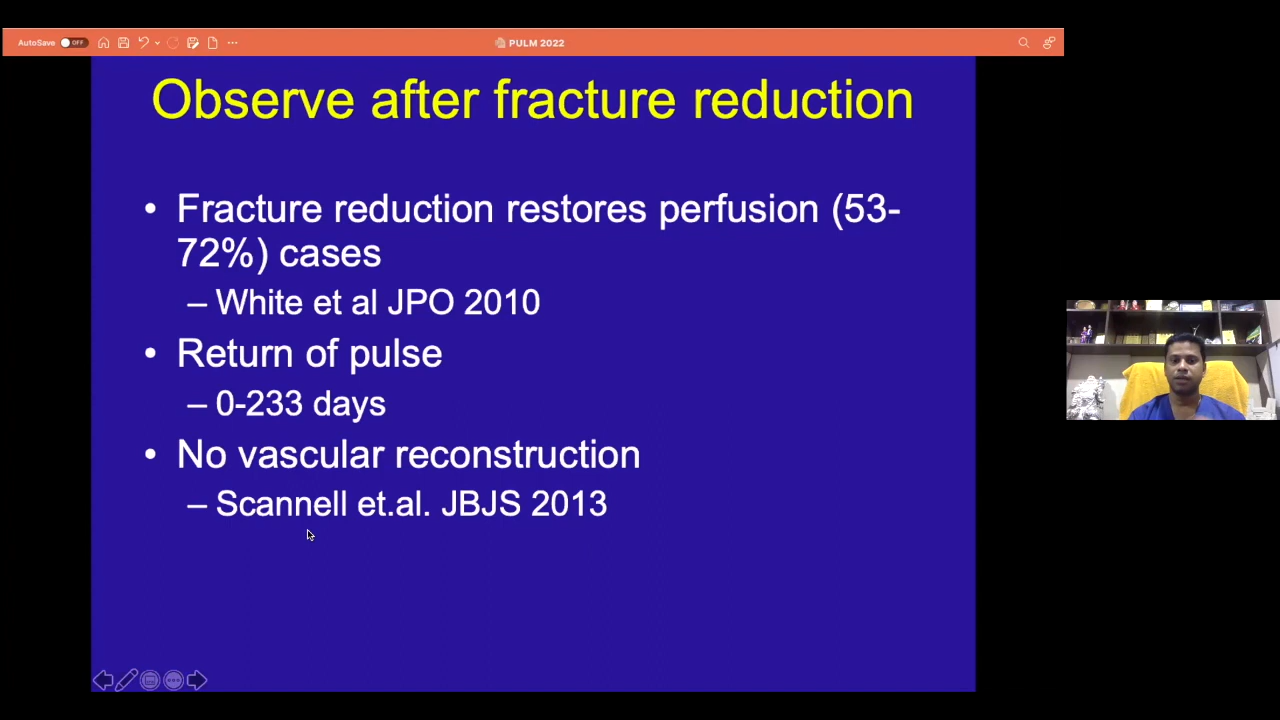 AutoSave OFF
PULM 2022
Observe after fracture reduction
• Fracture reduction restores perfusion (53-
72%) cases
– White et al JPO 2010
• Return of pulse
– 0-233 days
• No vascular reconstruction
– Scannell et.al. JBJS 2013